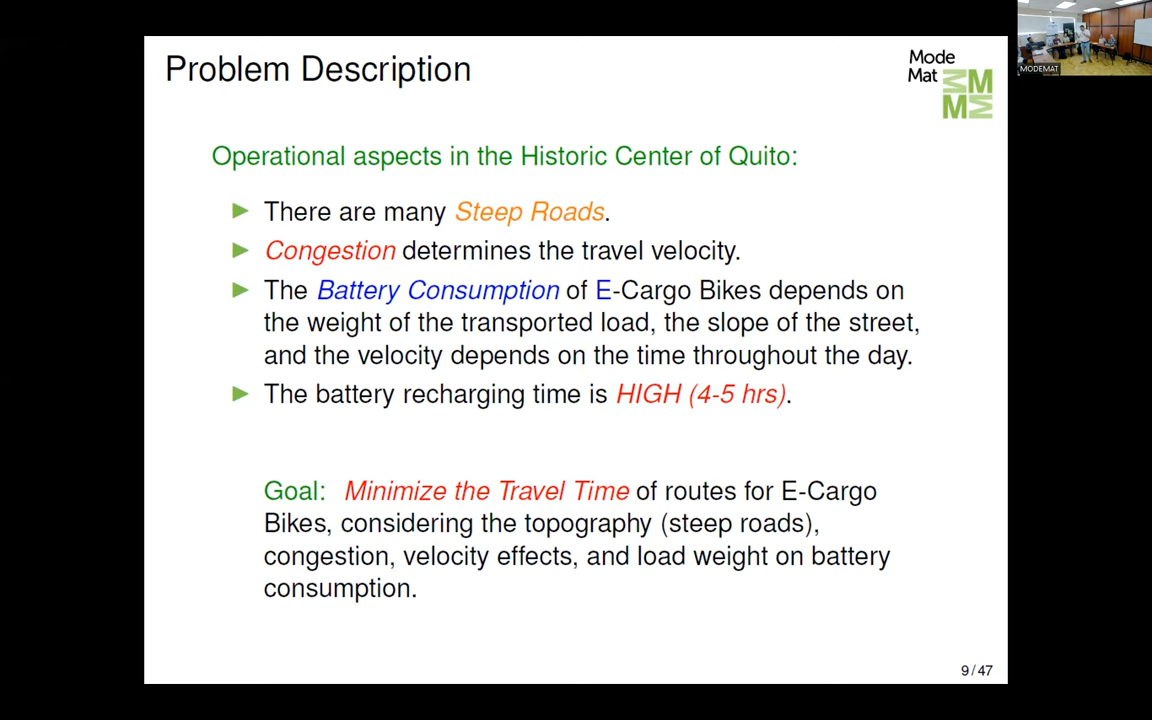 Problem Description
Mode
Mat
M
M
MODEMAT
Operational aspects in the Historic Center of Quito:
There are many Steep Roads.
Congestion determines the travel velocity.
The Battery Consumption of E-Cargo Bikes depends on
the weight of the transported load, the slope of the street,
and the velocity depends on the time throughout the day.
The battery recharging time is HIGH (4-5 hrs).
Goal: Minimize the Travel Time of routes for E-Cargo
Bikes, considering the topography (steep roads),
congestion, velocity effects, and load weight on battery
consumption.
9 / 47